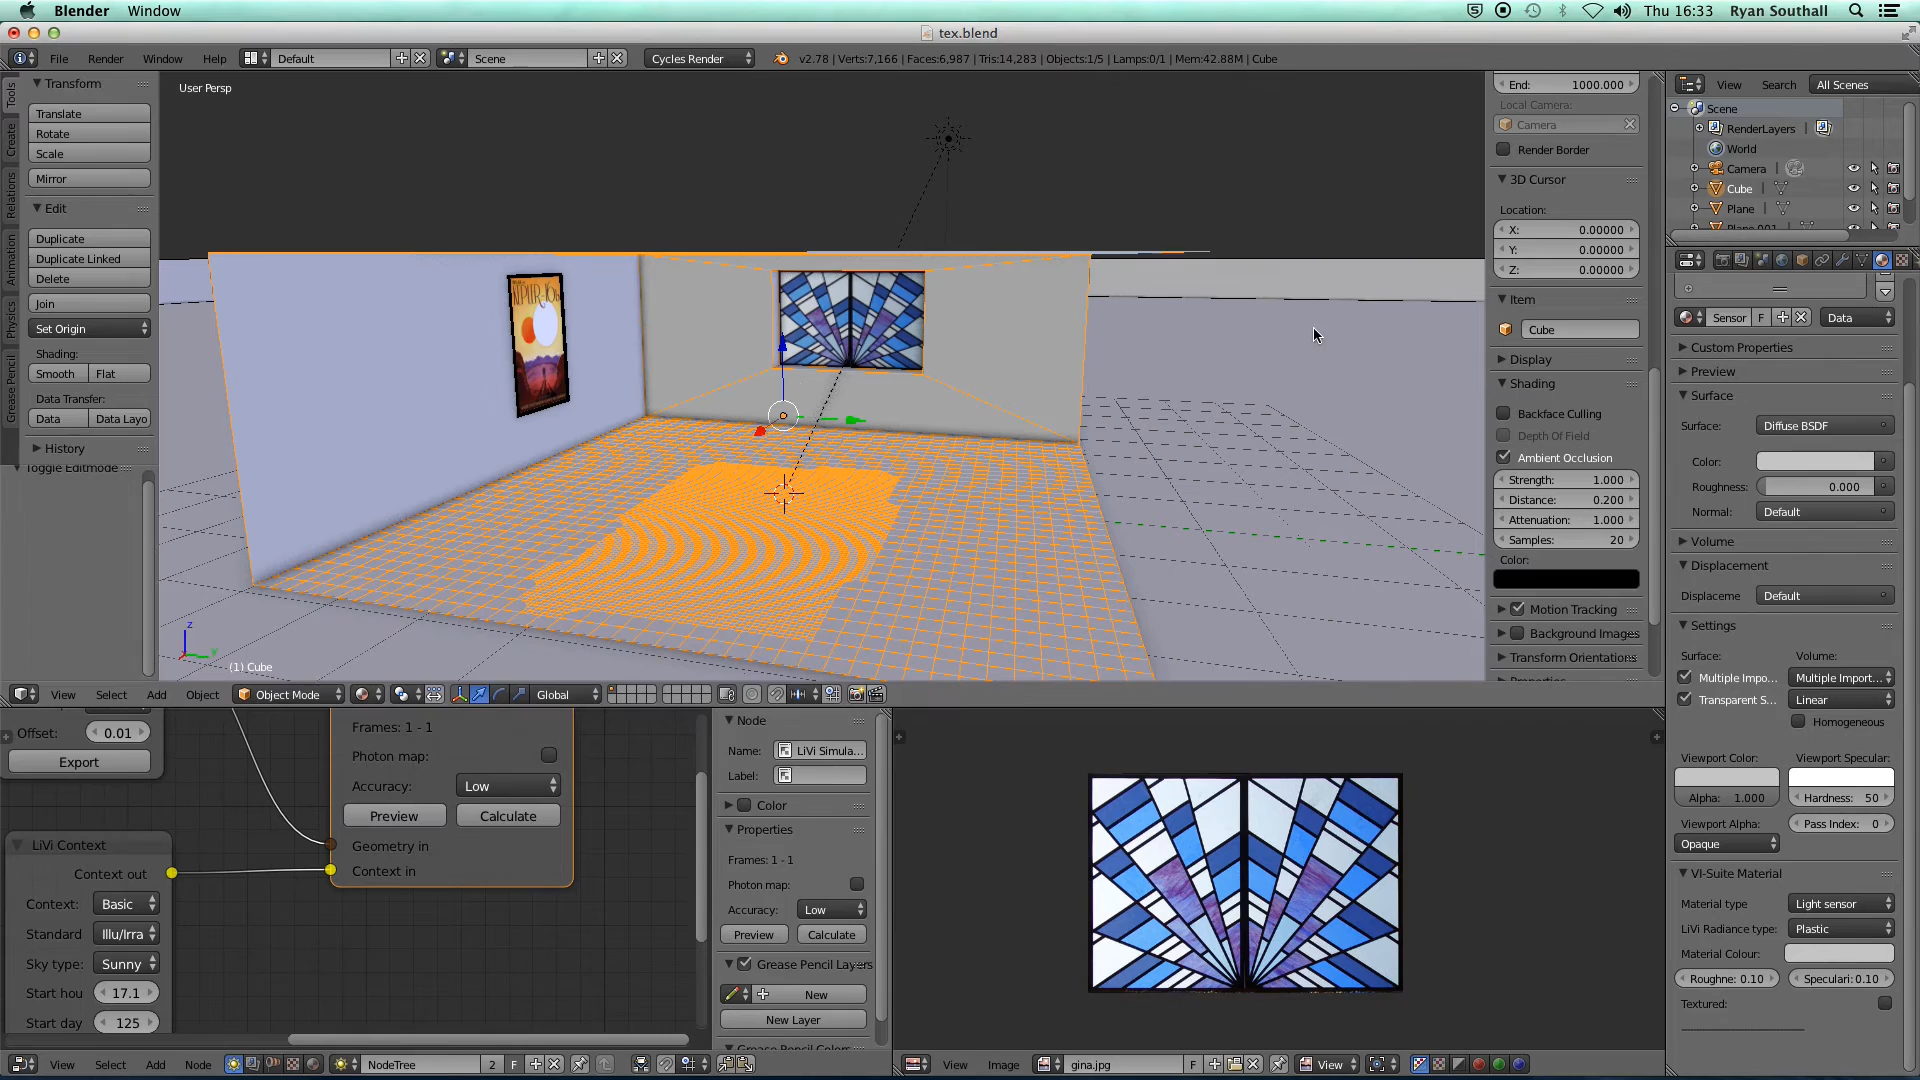 Blender Window Thu 16:33 Ryan Southall
tex.blend
File Render Window Help Default Scene Cycles Render v2.78 | Verts:7,166 | Faces:6,987 | Tris:14,283 | Objects:1/5 | Lamps:0/1 | Mem:42.88M | Cube
Tools
Create
Relations
Animation
Physics
Grease Pencil
Transform
Translate
Rotate
Scale
Mirror
Edit
Duplicate
Duplicate Linked
Delete
Join
Set Origin
Shading:
Smooth Flat
Data Transfer:
Data Data Layo
History
Toggle Editmode
User Persp
(1) Cube
View Select Add Object Object Mode Global
End: 1000.000
Local Camera:
Camera
Render Border
3D Cursor
Location:
X: 0.00000
Y: 0.00000
Z: 0.00000
Item
Cube
Display
Shading
Backface Culling
Depth Of Field
Ambient Occlusion
Strength: 1.000
Distance: 0.200
Attenuation: 1.000
Samples: 20
Color:
Motion Tracking
Background Images
Transform Orientations
View Search All Scenes
Scene
RenderLayers
World
Camera
Cube
Plane
Plane.001
Sensor F Data
Custom Properties
Preview
Surface
Surface: Diffuse BSDF
Color:
Roughness: 0.000
Normal: Default
Volume
Displacement
Displaceme Default
Settings
Surface: Volume:
Multiple Impo... Multiple Import...
Transparent S... Linear
Homogeneous
Viewport Color: Viewport Specular:
Alpha: 1.000 Hardness: 50
Viewport Alpha: Pass Index: 0
Opaque
VI-Suite Material
Material type Light sensor
LiVi Radiance type: Plastic
Material Colour:
Roughne: 0.10 Speculari: 0.10
Textured:
Offset: 0.01
Export
Frames: 1 - 1
Photon map:
Accuracy: Low
Preview Calculate
Geometry in
Context in
LiVi Context
Context out
Context: Basic
Standard Illu/Irra
Sky type: Sunny
Start hou 17.1
Start day 125
View Select Add Node NodeTree 2 F
Node
Name: LiVi Simula...
Label:
Color
Properties
Frames: 1 - 1
Photon map:
Accuracy: Low
Preview Calculate
Grease Pencil Layers
New
New Layer
View Image gina.jpg F View